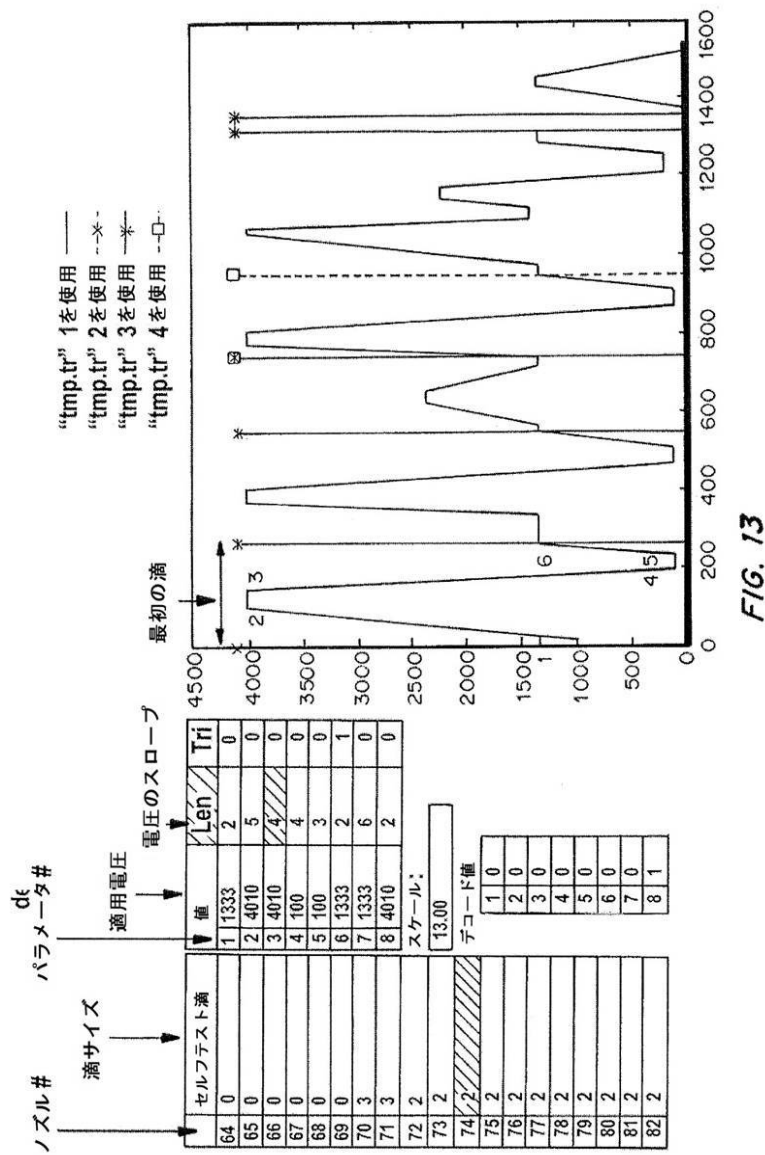 ノズル#
滴サイズ
セルフテスト滴
64 0
65 0
66 0
67 0
68 0
69 0
70 3
71 3
72 2
73 2
74 2
75 2
76 2
77 2
78 2
79 2
80 2
81 2
82 2
パラメータ#
de
適用電圧
電圧のスロープ
値 Len Tri
1 1333 2 0
2 4010 5 0
3 4010 4 0
4 100 4 0
5 100 3 0
6 1333 2 1
7 1333 6 0
8 4010 2 0
スケール:
13.00
デコード値
1 0
2 0
3 0
4 0
5 0
6 0
7 0
8 1
最初の滴
"tmp.tr" 1を使用
"tmp.tr" 2を使用
"tmp.tr" 3を使用
"tmp.tr" 4を使用
4500
4000
3500
3000
2500
2000
1500
1000
500
0
1
2
3
4
5
6
0 200 400 600 800 1000 1200 1400 1600
FIG. 13